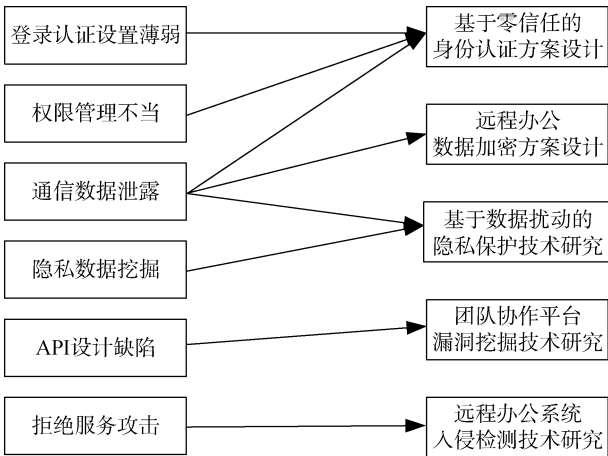 登录认证设置薄弱
权限管理不当
通信数据泄露
隐私数据挖掘
API设计缺陷
拒绝服务攻击
基于零信任的
身份认证方案设计
远程办公
数据加密方案设计
基于数据扰动的
隐私保护技术研究
团队协作平台
漏洞挖掘技术研究
远程办公系统
入侵检测技术研究